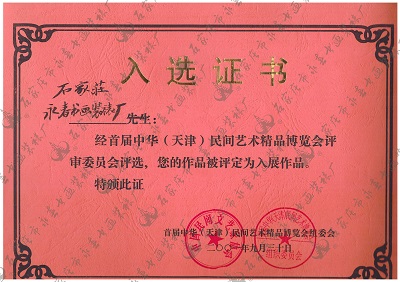 入选证书
石家莊
永春书画装裱厂 先生:
经首届中华(天津)民间艺术精品博览会评
审委员会评选,您的作品被评定为入展作品。
特颁此证
首届中华(天津)民间艺术精品博览会组委会
二〇〇一年九月三十日